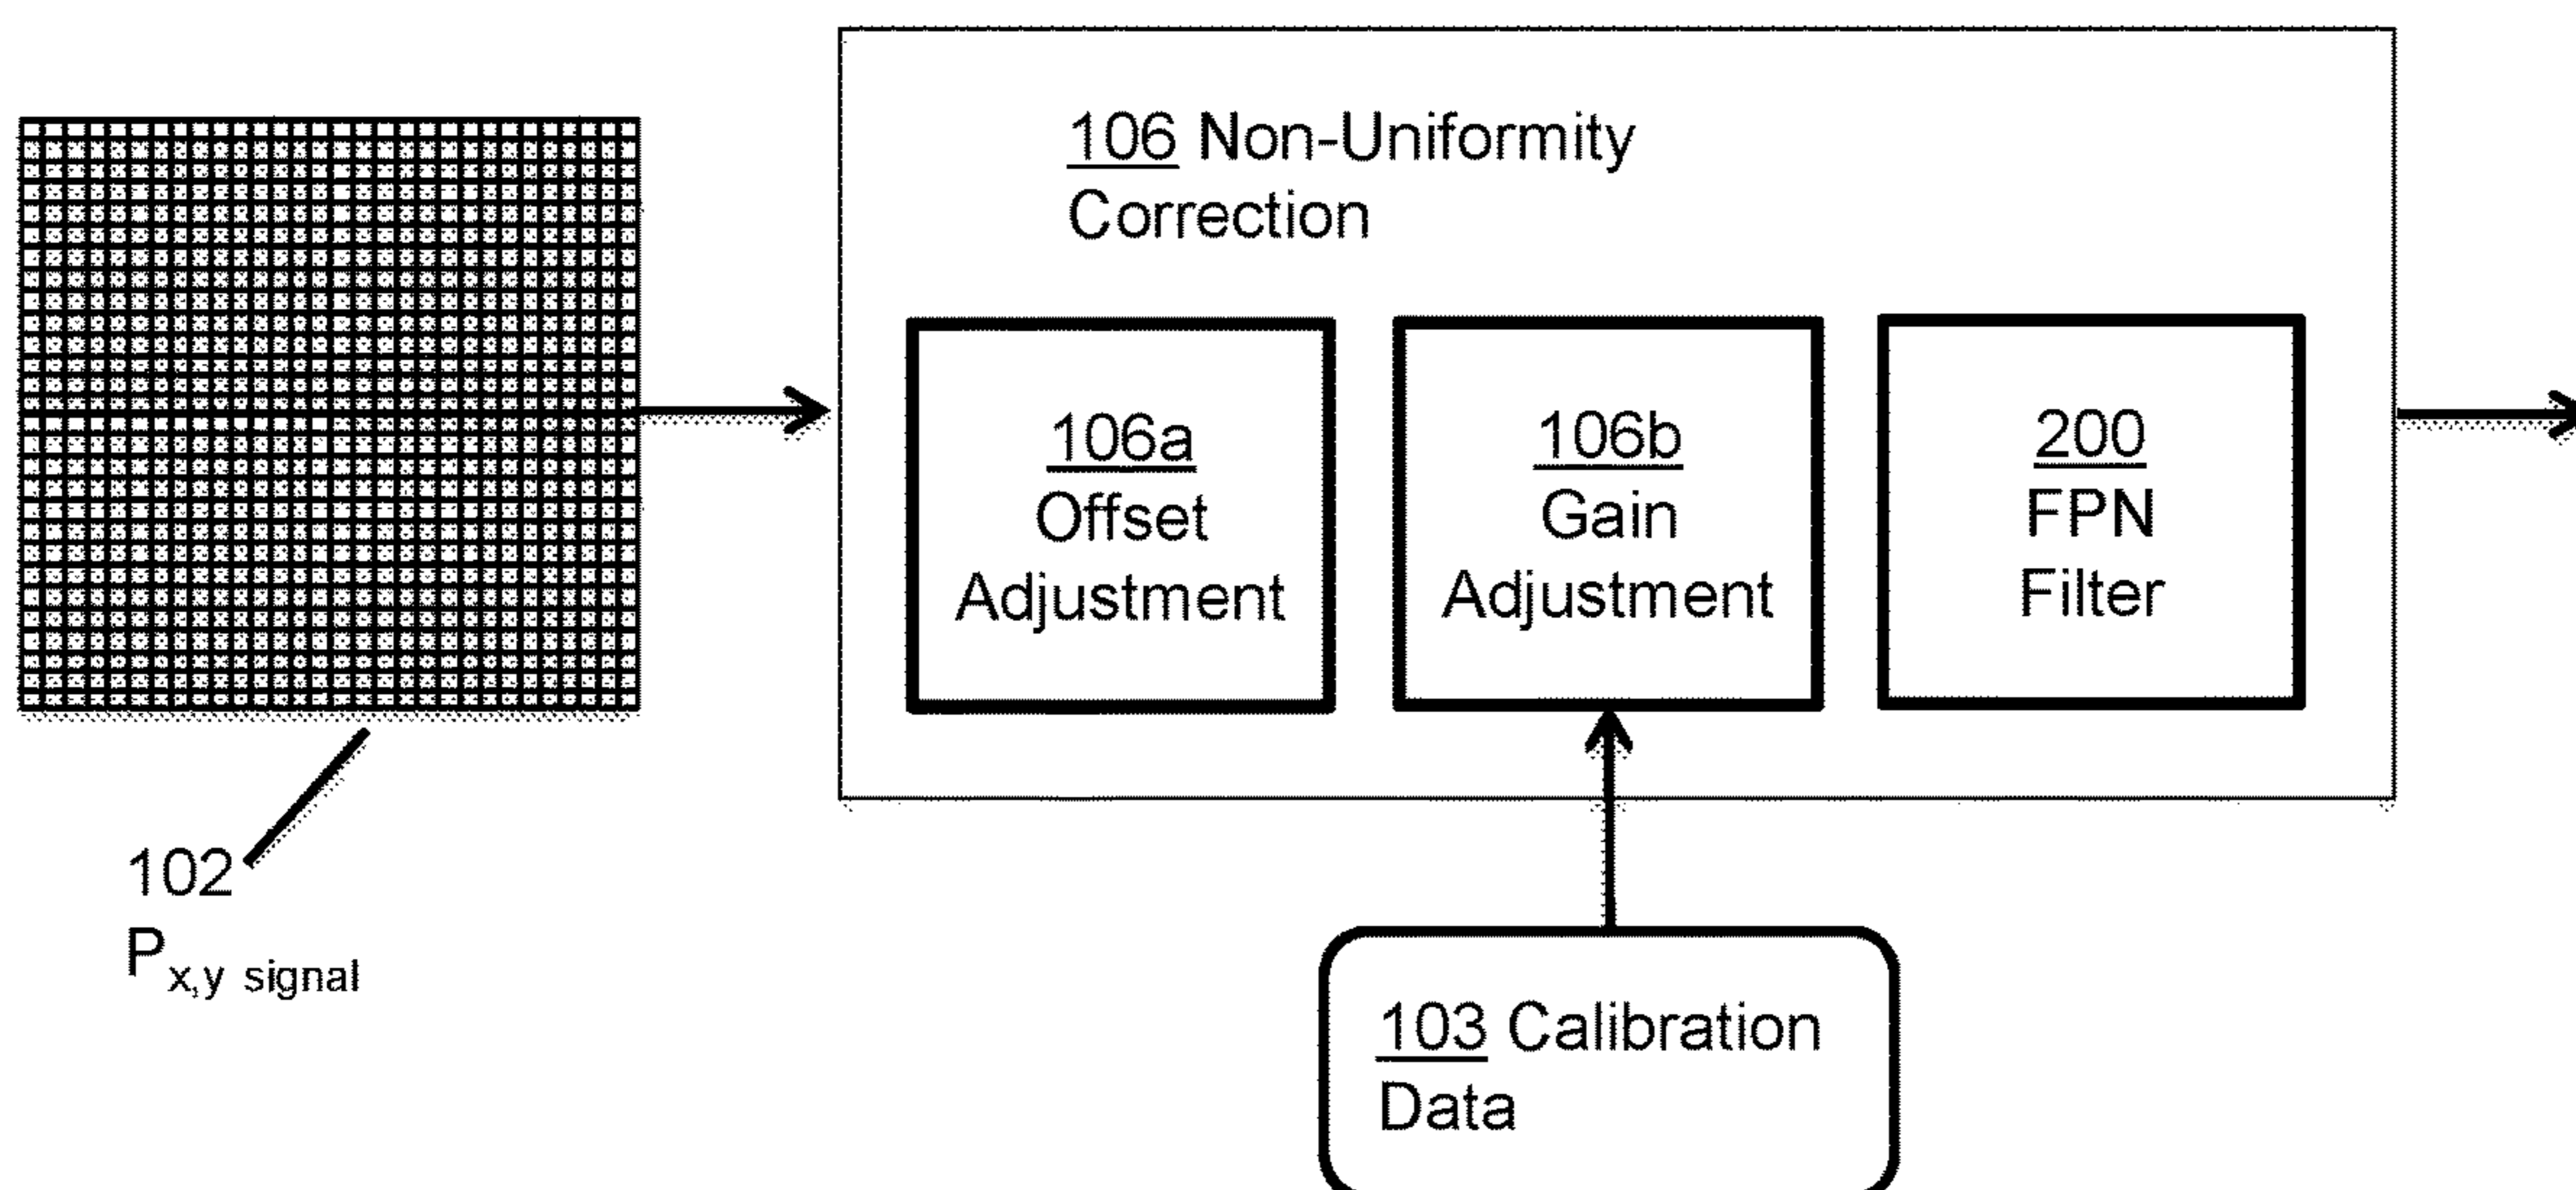 106 Non-Uniformity
Correction
106a
Offset
Adjustment
106b
Gain
Adjustment
200
FPN
Filter
102
Px,y signal
103 Calibration
Data